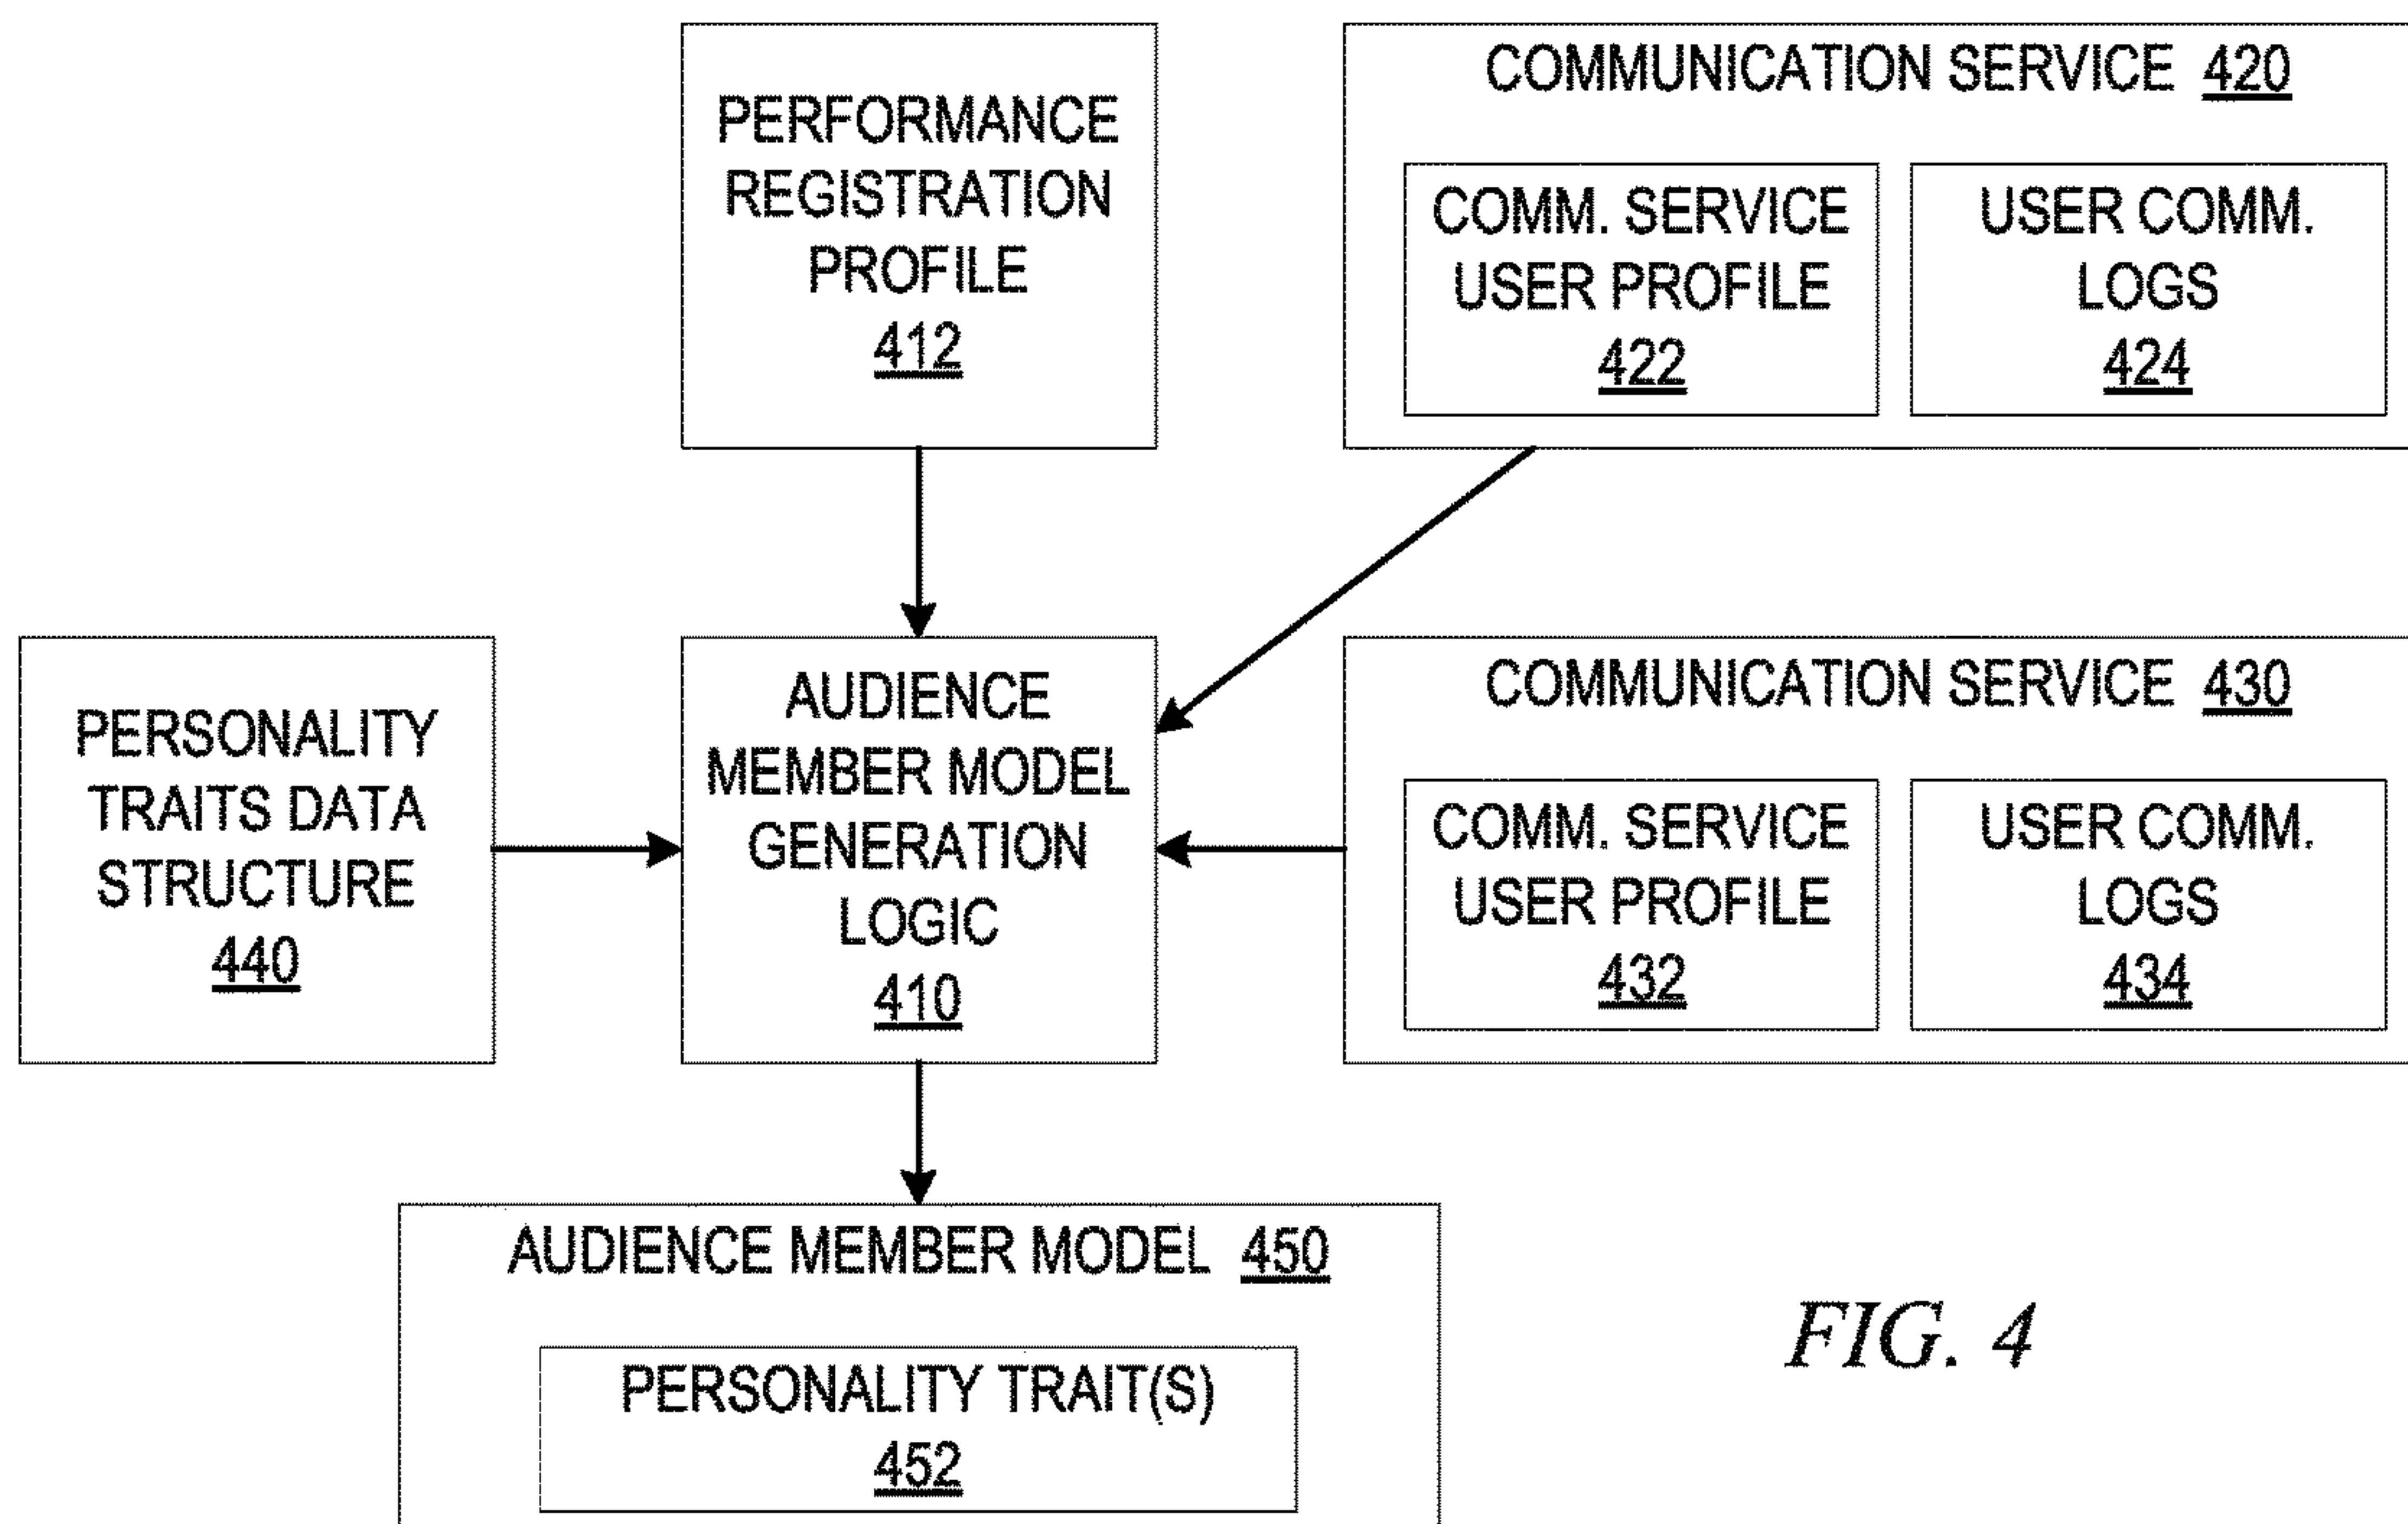 PERFORMANCE
REGISTRATION
PROFILE
412
COMMUNICATION SERVICE 420
COMM. SERVICE
USER PROFILE
422
USER COMM.
LOGS
424
PERSONALITY
TRAITS DATA
STRUCTURE
440
AUDIENCE
MEMBER MODEL
GENERATION
LOGIC
410
COMMUNICATION SERVICE 430
COMM. SERVICE
USER PROFILE
432
USER COMM.
LOGS
434
AUDIENCE MEMBER MODEL 450
PERSONALITY TRAIT(S)
452
FIG. 4